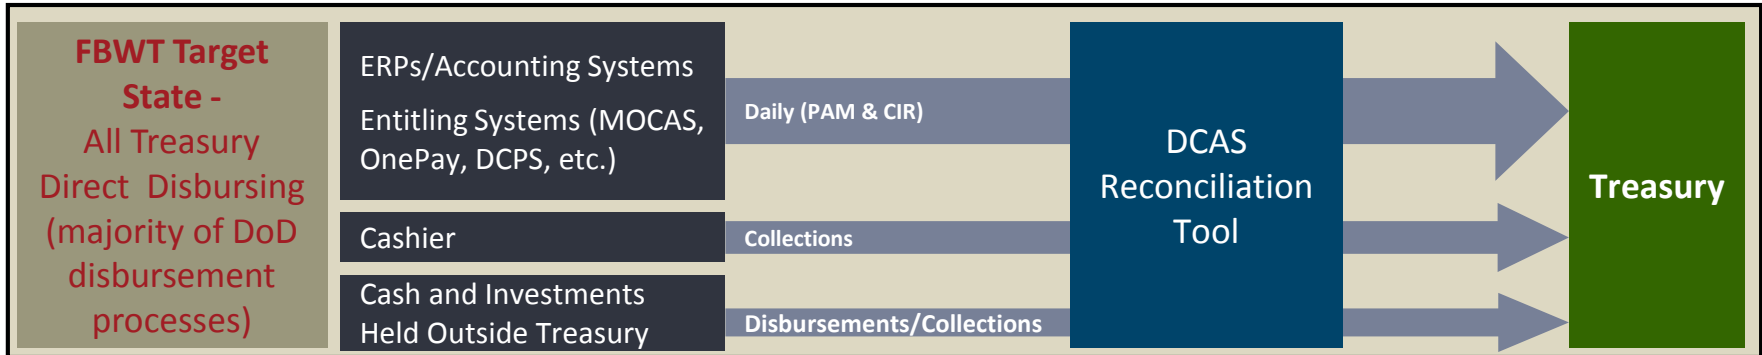 FBWT Target
State -
All Treasury
Direct Disbursing
(majority of DoD
disbursement
processes)
ERPs/Accounting Systems
Entitling Systems (MOCAS,
OnePay, DCPS, etc.)
Daily (PAM & CIR)
Cashier
Collections
Cash and Investments
Held Outside Treasury
Disbursements/Collections
DCAS
Reconciliation
Tool
Treasury